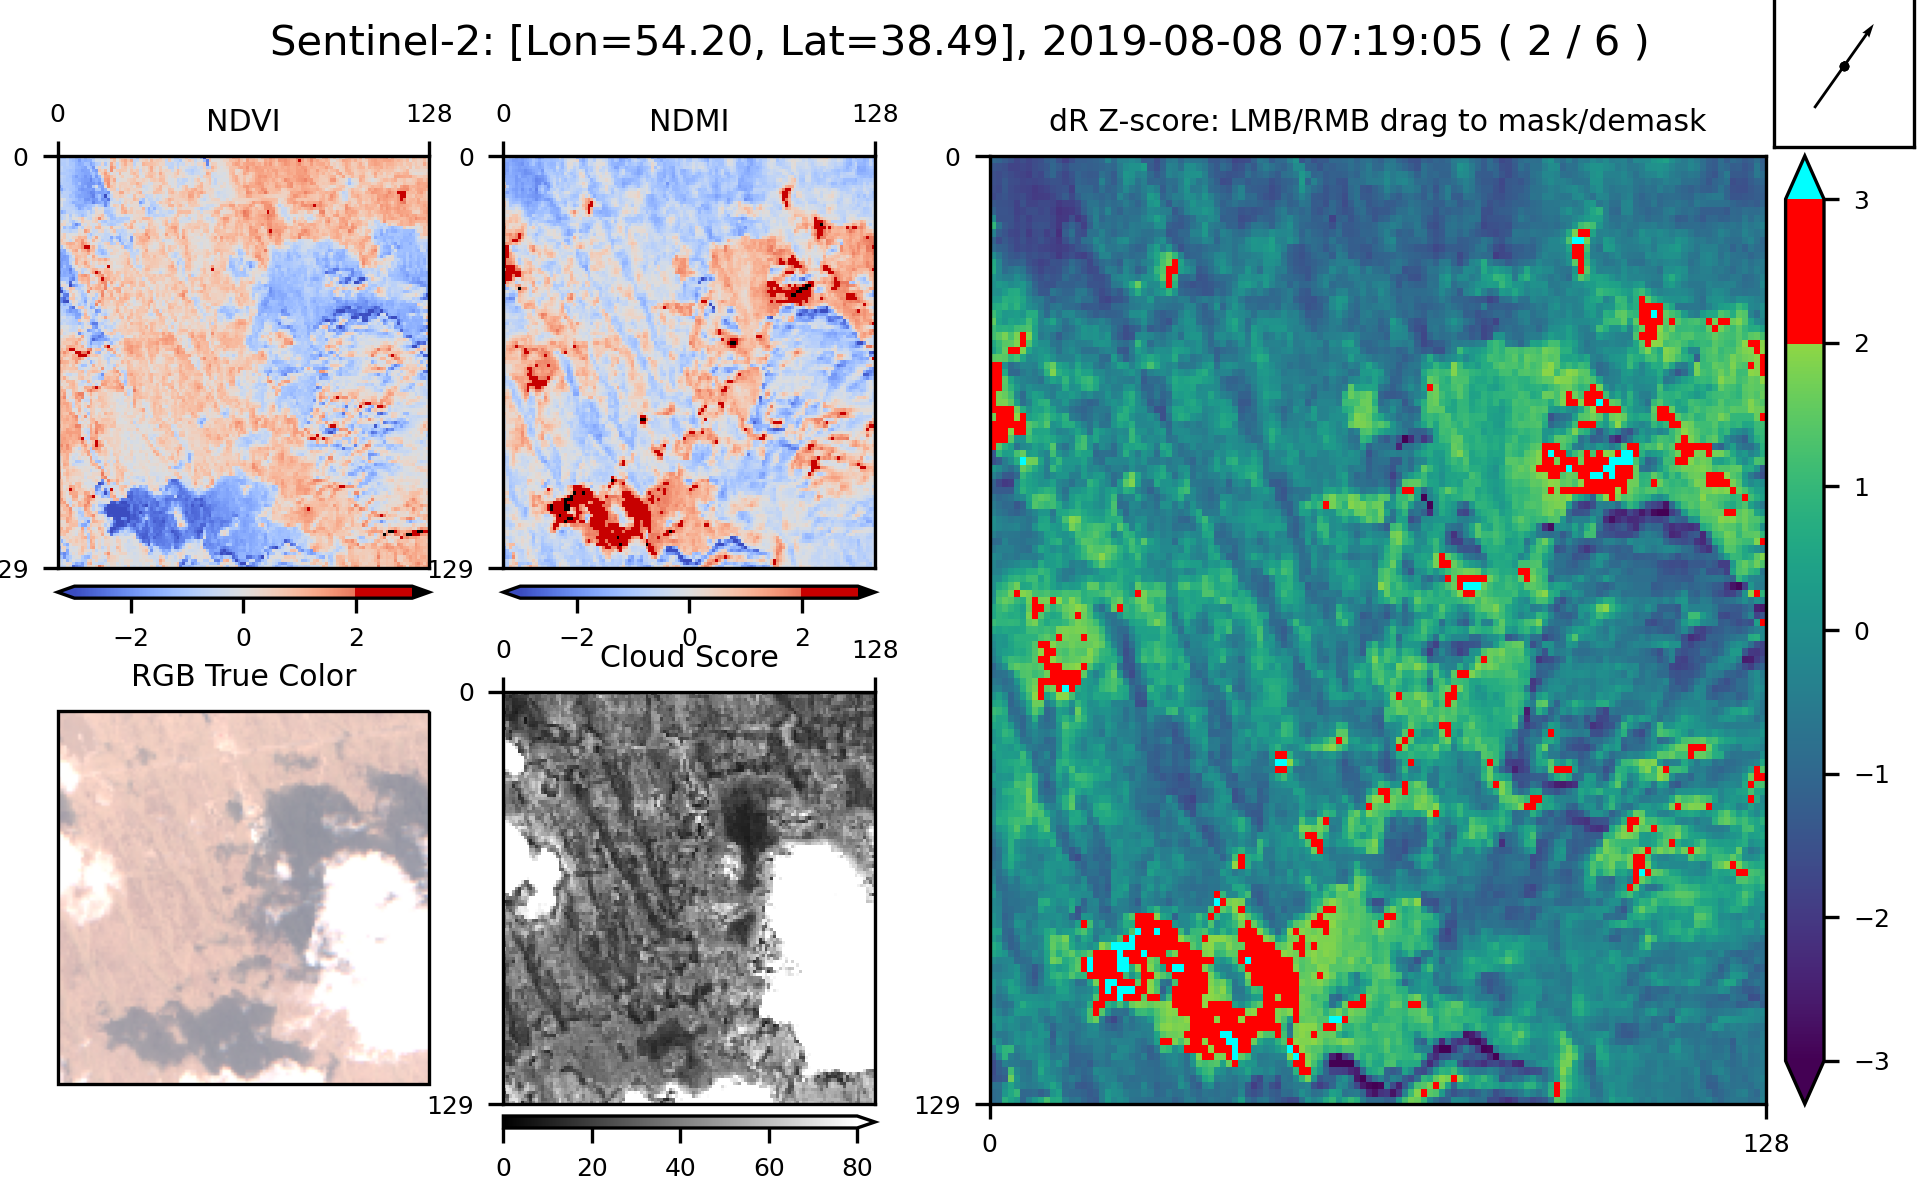 Sentinel-2: [Lon=54.20, Lat=38.49], 2019-08-08 07:19:05 ( 2 / 6 )
0 NDVI 128
0 NDMI 128
dR Z-score: LMB/RMB drag to mask/demask
0
0
0
3
2
1
0
−1
−2
−3
29
129
−2 0 2
−2 0 2
RGB True Color
0 Cloud Score 128
0
129
0 20 40 60 80
129
0 128